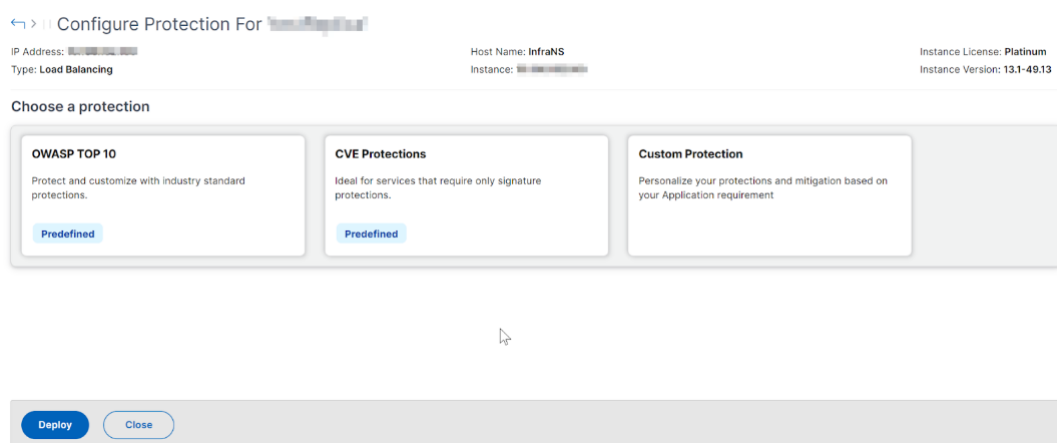 Configure Protection For
IP Address:
Host Name: InfraNS
Instance License: Platinum
Type: Load Balancing
Instance:
Instance Version: 13.1-49.13
Choose a protection
OWASP TOP 10
Protect and customize with industry standard
protections.
Predefined
CVE Protections
Ideal for services that require only signature
protections.
Predefined
Custom Protection
Personalize your protections and mitigation based on
your Application requirement
Deploy
Close